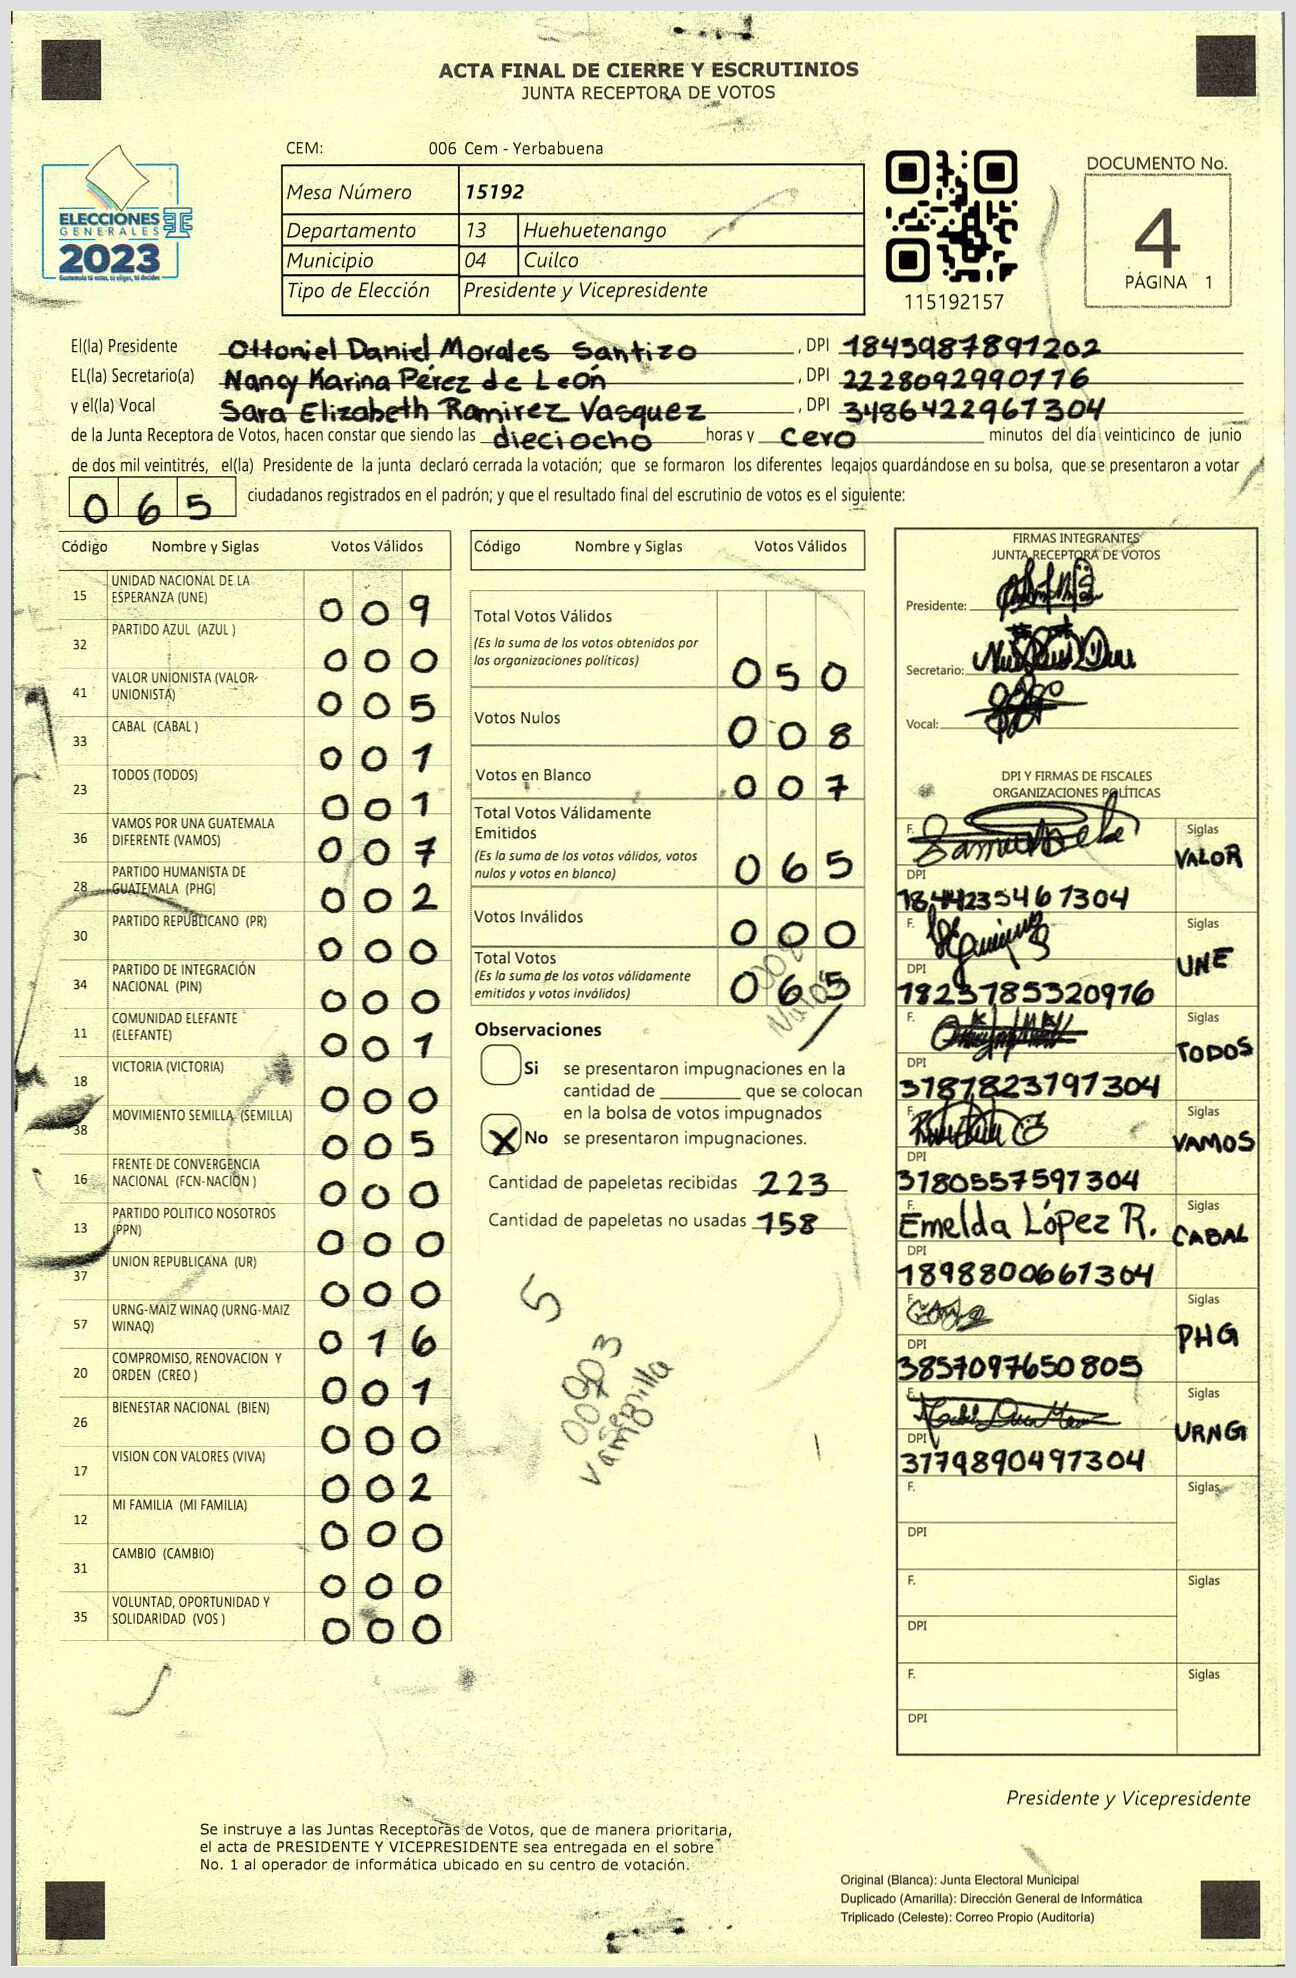 ACTA FINAL DE CIERRE Y ESCRUTINIOS
JUNTA RECEPTORA DE VOTOS
CEM: 006 Cem - Yerbabuena
Mesa Número 15192
Departamento 13 Huehuetenango
Municipio 04 Cuilco
Tipo de Elección Presidente y Vicepresidente
ELECCIONES
GENERALES
2023
Guatemala tú votas, tú eliges, tú decides
115192157
DOCUMENTO No.
4
PÁGINA 1
El(la) Presidente Ottoniel Daniel Morales Santizo , DPI 1843987891202
EL(la) Secretario(a) Nancy Karina Pérez de León , DPI 2228092990776
y el(la) Vocal Sara Elizabeth Ramirez Vasquez , DPI 3486422961304
de la Junta Receptora de Votos, hacen constar que siendo las dieciocho horas y cero minutos del día veinticinco de junio
de dos mil veintitrés, el(la) Presidente de la junta declaró cerrada la votación; que se formaron los diferentes legajos guardándose en su bolsa, que se presentaron a votar
065 ciudadanos registrados en el padrón; y que el resultado final del escrutinio de votos es el siguiente:
Código Nombre y Siglas Votos Válidos
15 UNIDAD NACIONAL DE LA ESPERANZA (UNE) 009
32 PARTIDO AZUL (AZUL ) 000
41 VALOR UNIONISTA (VALOR-UNIONISTA) 005
33 CABAL (CABAL ) 001
23 TODOS (TODOS) 001
36 VAMOS POR UNA GUATEMALA DIFERENTE (VAMOS) 007
28 PARTIDO HUMANISTA DE GUATEMALA (PHG) 002
30 PARTIDO REPUBLICANO (PR) 000
34 PARTIDO DE INTEGRACIÓN NACIONAL (PIN) 000
11 COMUNIDAD ELEFANTE (ELEFANTE) 001
18 VICTORIA (VICTORIA) 000
38 MOVIMIENTO SEMILLA (SEMILLA) 005
16 FRENTE DE CONVERGENCIA NACIONAL (FCN-NACION ) 000
13 PARTIDO POLITICO NOSOTROS (PPN) 000
37 UNION REPUBLICANA (UR) 000
57 URNG-MAIZ WINAQ (URNG-MAIZ WINAQ) 016
20 COMPROMISO, RENOVACION Y ORDEN (CREO ) 001
26 BIENESTAR NACIONAL (BIEN) 000
17 VISION CON VALORES (VIVA) 002
12 MI FAMILIA (MI FAMILIA) 000
31 CAMBIO (CAMBIO) 000
35 VOLUNTAD, OPORTUNIDAD Y SOLIDARIDAD (VOS ) 000
Código Nombre y Siglas Votos Válidos
Total Votos Válidos 050
(Es la suma de los votos obtenidos por
las organizaciones políticas)
Votos Nulos 008
Votos en Blanco 007
Total Votos Válidamente
Emitidos 065
(Es la suma de los votos válidos, votos
nulos y votos en blanco)
Votos Inválidos 000
Total Votos 065
(Es la suma de los votos válidamente
emitidos y votos inválidos)
008
Observaciones
Si se presentaron impugnaciones en la
cantidad de ________ que se colocan
en la bolsa de votos impugnados
X No se presentaron impugnaciones.
Cantidad de papeletas recibidas 223
Cantidad de papeletas no usadas 158
5
003
Semilla
007
Vamo
FIRMAS INTEGRANTES
JUNTA RECEPTORA DE VOTOS
Presidente:
Secretario:
Vocal:
DPI Y FIRMAS DE FISCALES
ORGANIZACIONES POLÍTICAS
F. Siglas
VALOR
DPI
1844235461304
F. Siglas
UNE
DPI
1823785320976
F. Siglas
TODOS
DPI
3787823797304
F. Siglas
VAMOS
DPI
3780557597304
F. Emelda López R. Siglas
CABAL
DPI
1898800661304
F. Siglas
PHG
DPI
3857097650805
F. URNG
DPI
3779890497304
F. Siglas
DPI
F. Siglas
DPI
F. Siglas
DPI
Presidente y Vicepresidente
Se instruye a las Juntas Receptoras de Votos, que de manera prioritaria,
el acta de PRESIDENTE Y VICEPRESIDENTE sea entregada en el sobre
No. 1 al operador de informática ubicado en su centro de votación.
Original (Blanca): Junta Electoral Municipal
Duplicado (Amarilla): Dirección General de Informática
Triplicado (Celeste): Correo Propio (Auditoría)